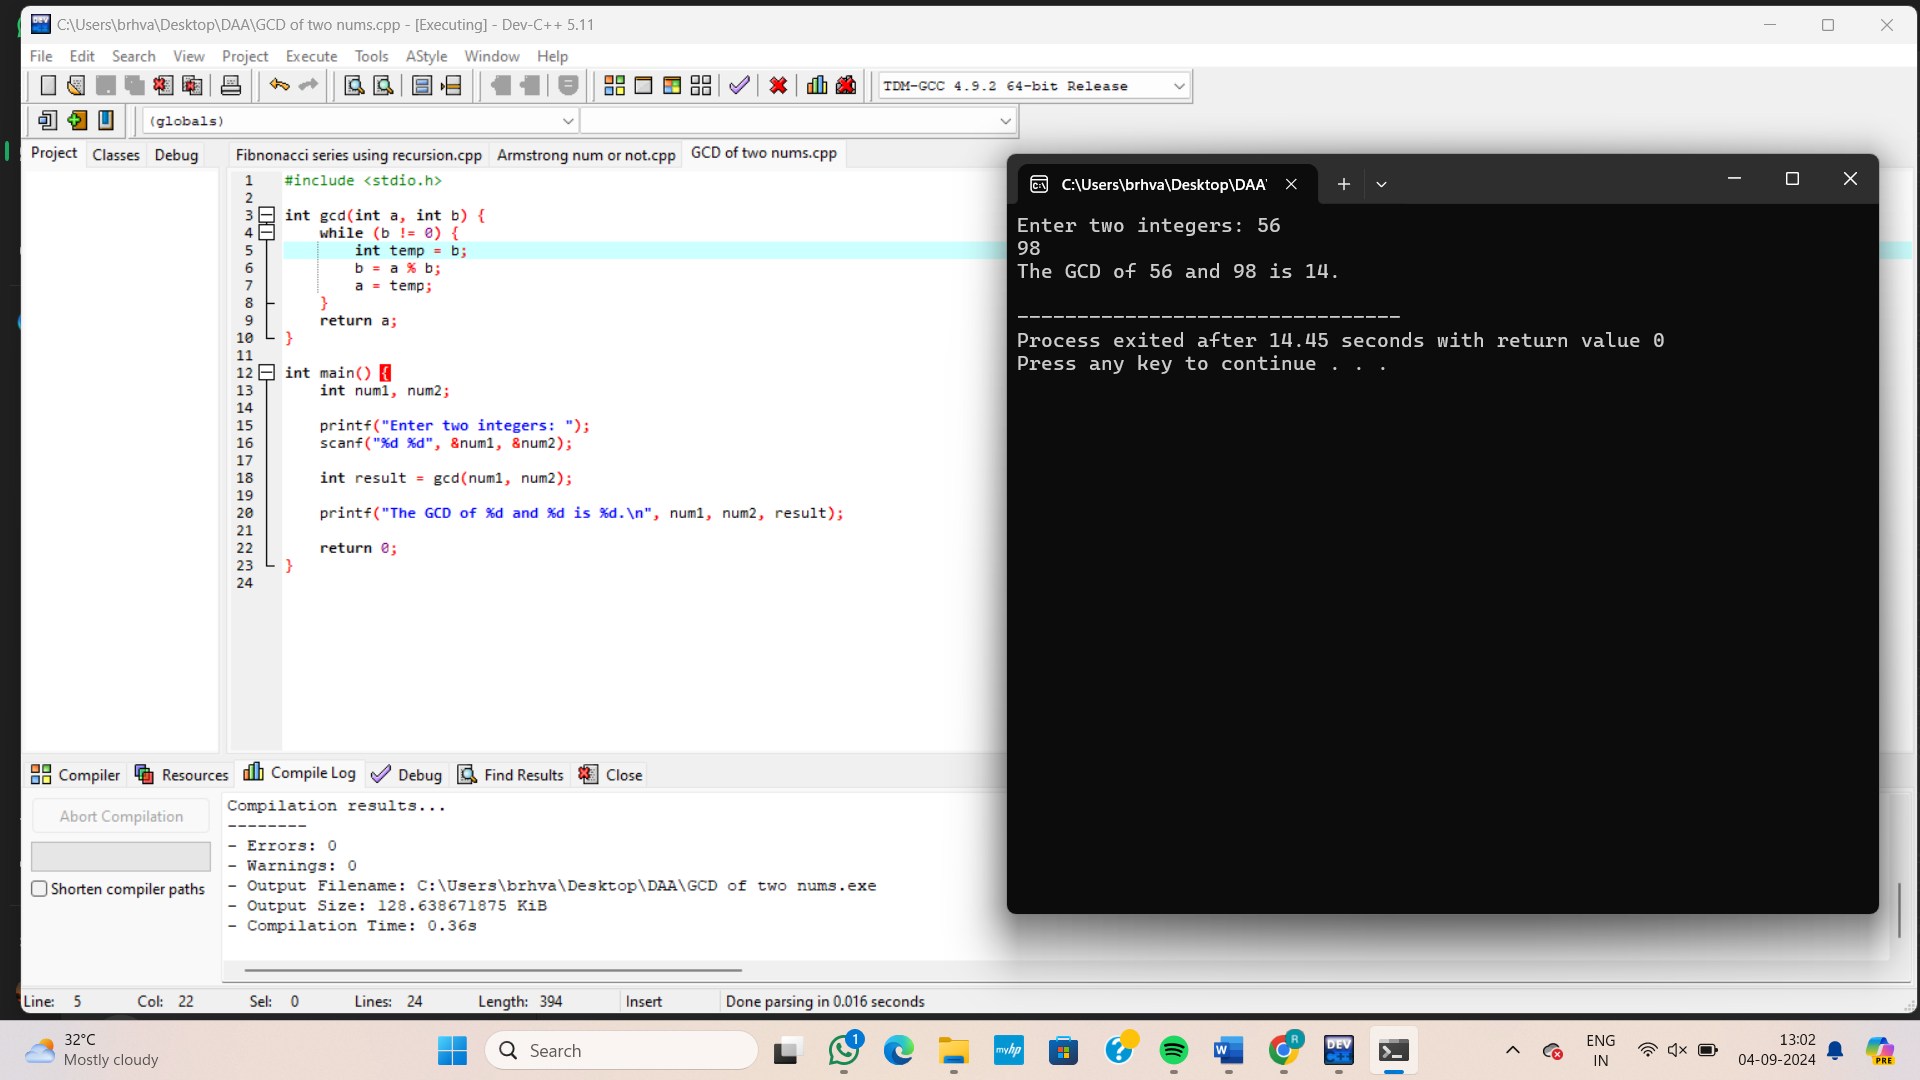 C:\Users\brhva\Desktop\DAA\GCD of two nums.cpp - [Executing] - Dev-C++ 5.11
File Edit Search View Project Execute Tools AStyle Window Help
TDM-GCC 4.9.2 64-bit Release
(globals)
Project Classes Debug
Fibnonacci series using recursion.cpp Armstrong num or not.cpp GCD of two nums.cpp
1 #include <stdio.h>
2
3 int gcd(int a, int b) {
4 while (b != 0) {
5 int temp = b;
6 b = a % b;
7 a = temp;
8 }
9 return a;
10 }
11
12 int main() {
13 int num1, num2;
14
15 printf("Enter two integers: ");
16 scanf("%d %d", &num1, &num2);
17
18 int result = gcd(num1, num2);
19
20 printf("The GCD of %d and %d is %d.\n", num1, num2, result);
21
22 return 0;
23 }
24
C:\Users\brhva\Desktop\DAA\
Enter two integers: 56
98
The GCD of 56 and 98 is 14.
--------------------------------
Process exited after 14.45 seconds with return value 0
Press any key to continue . . .
Compiler Resources Compile Log Debug Find Results Close
Abort Compilation
Shorten compiler paths
Compilation results...
--------
- Errors: 0
- Warnings: 0
- Output Filename: C:\Users\brhva\Desktop\DAA\GCD of two nums.exe
- Output Size: 128.638671875 KiB
- Compilation Time: 0.36s
Line: 5 Col: 22 Sel: 0 Lines: 24 Length: 394 Insert Done parsing in 0.016 seconds
32°C
Mostly cloudy
Search
1
myhp
W
R
DEV
C++
ENG
IN
13:02
04-09-2024
PRE